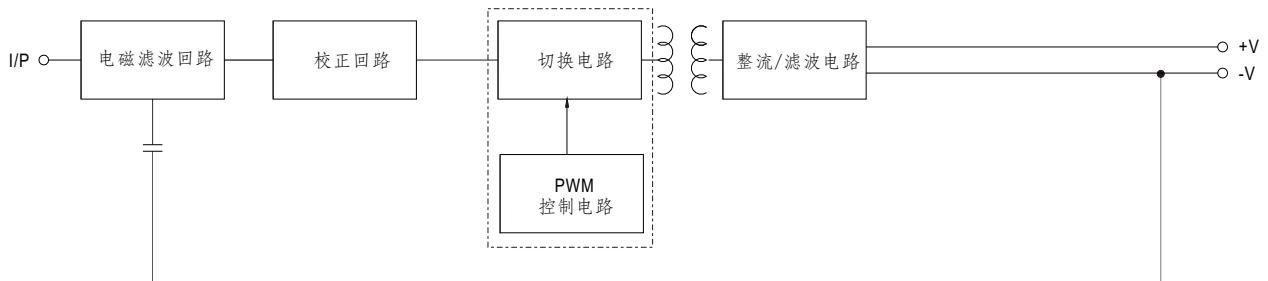 I/P
电磁滤波回路
校正回路
切换电路
整流/滤波电路
+V
-V
PWM
控制电路